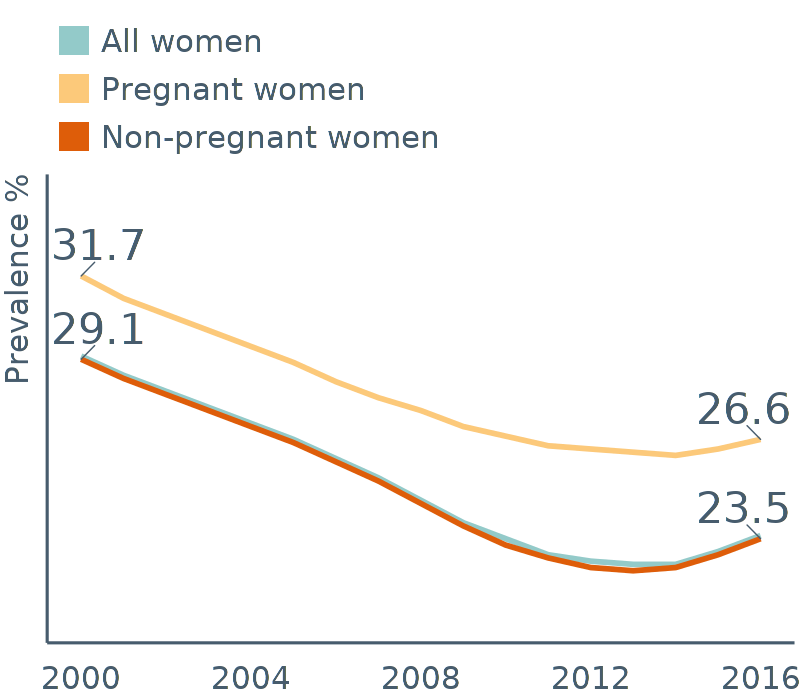 All women
Pregnant women
Non-pregnant women
Prevalence %
31.7
29.1
26.6
23.5
2000 2004 2008 2012 2016